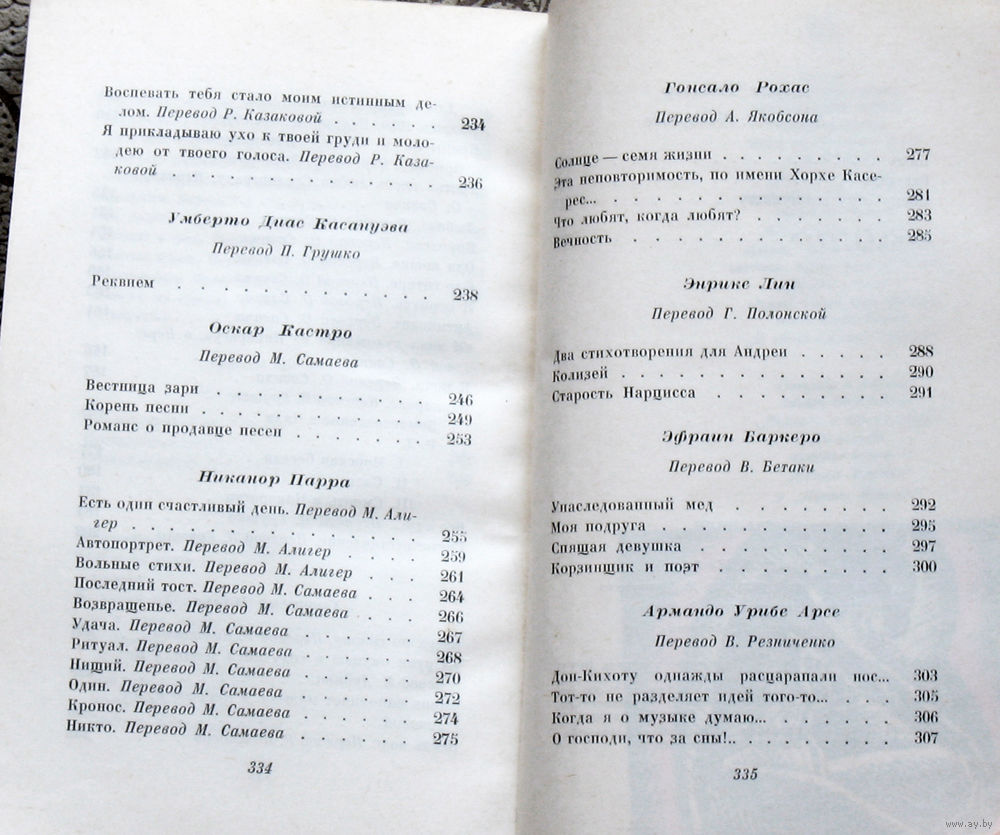 Воспевать тебя стало моим истинным де-
лом. Перевод Р. Казаковой . . . . . . 234
Я прикладываю ухо к твоей груди и моло-
дею от твоего голоса. Перевод Р. Каза-
ковой . . . . . . . . . . . . . 236
Умберто Диас Касануэва
Перевод П. Грушко
Реквием . . . . . . . . . . . . 238
Оскар Кастро
Перевод М. Самаева
Вестница зари . . . . . . . . . . 246
Корень песни . . . . . . . . . . . 249
Романс о продавце песен . . . . . . . 253
Никанор Парра
Есть один счастливый день. Перевод М. Али-
гер . . . . . . . . . . . . . . 255
Автопортрет. Перевод М. Алигер . . . . . 259
Вольные стихи. Перевод М. Алигер . . . . 261
Последний тост. Перевод М. Самаева . . . . 264
Возвращенье. Перевод М. Самаева . . . . 266
Удача. Перевод М. Самаева . . . . . . 267
Ритуал. Перевод М. Самаева . . . . . . 268
Нищий. Перевод М. Самаева . . . . . . 270
Один. Перевод М. Самаева . . . . . . 272
Кронос. Перевод М. Самаева . . . . . . 274
Никто. Перевод М. Самаева . . . . . . 275
334
Гонсало Рохас
Перевод А. Якобсона
Солнце — семя жизни . . . . . . . . 277
Эта неповторимость, по имени Хорхе Касе-
рес... . . . . . . . . . . . . . 281
Что любят, когда любят? . . . . . . . 283
Вечность . . . . . . . . . . . . 285
Энрике Лин
Перевод Г. Полонской
Два стихотворения для Андреи . . . . . 288
Колизей . . . . . . . . . . . . 290
Старость Нарцисса . . . . . . . . . 291
Эфраин Баркеро
Перевод В. Бетаки
Унаследованный мед . . . . . . . . 292
Моя подруга . . . . . . . . . . . 295
Спящая девушка . . . . . . . . . . 297
Корзинщик и поэт . . . . . . . . . 300
Армандо Урибе Арсе
Перевод В. Резниченко
Дон-Кихоту однажды расцарапали нос... 303
Тот-то не разделяет идей того-то... . . . 305
Когда я о музыке думаю... . . . . . . 306
О господи, что за сны!.. . . . . . . . 307
335
www.ay.by